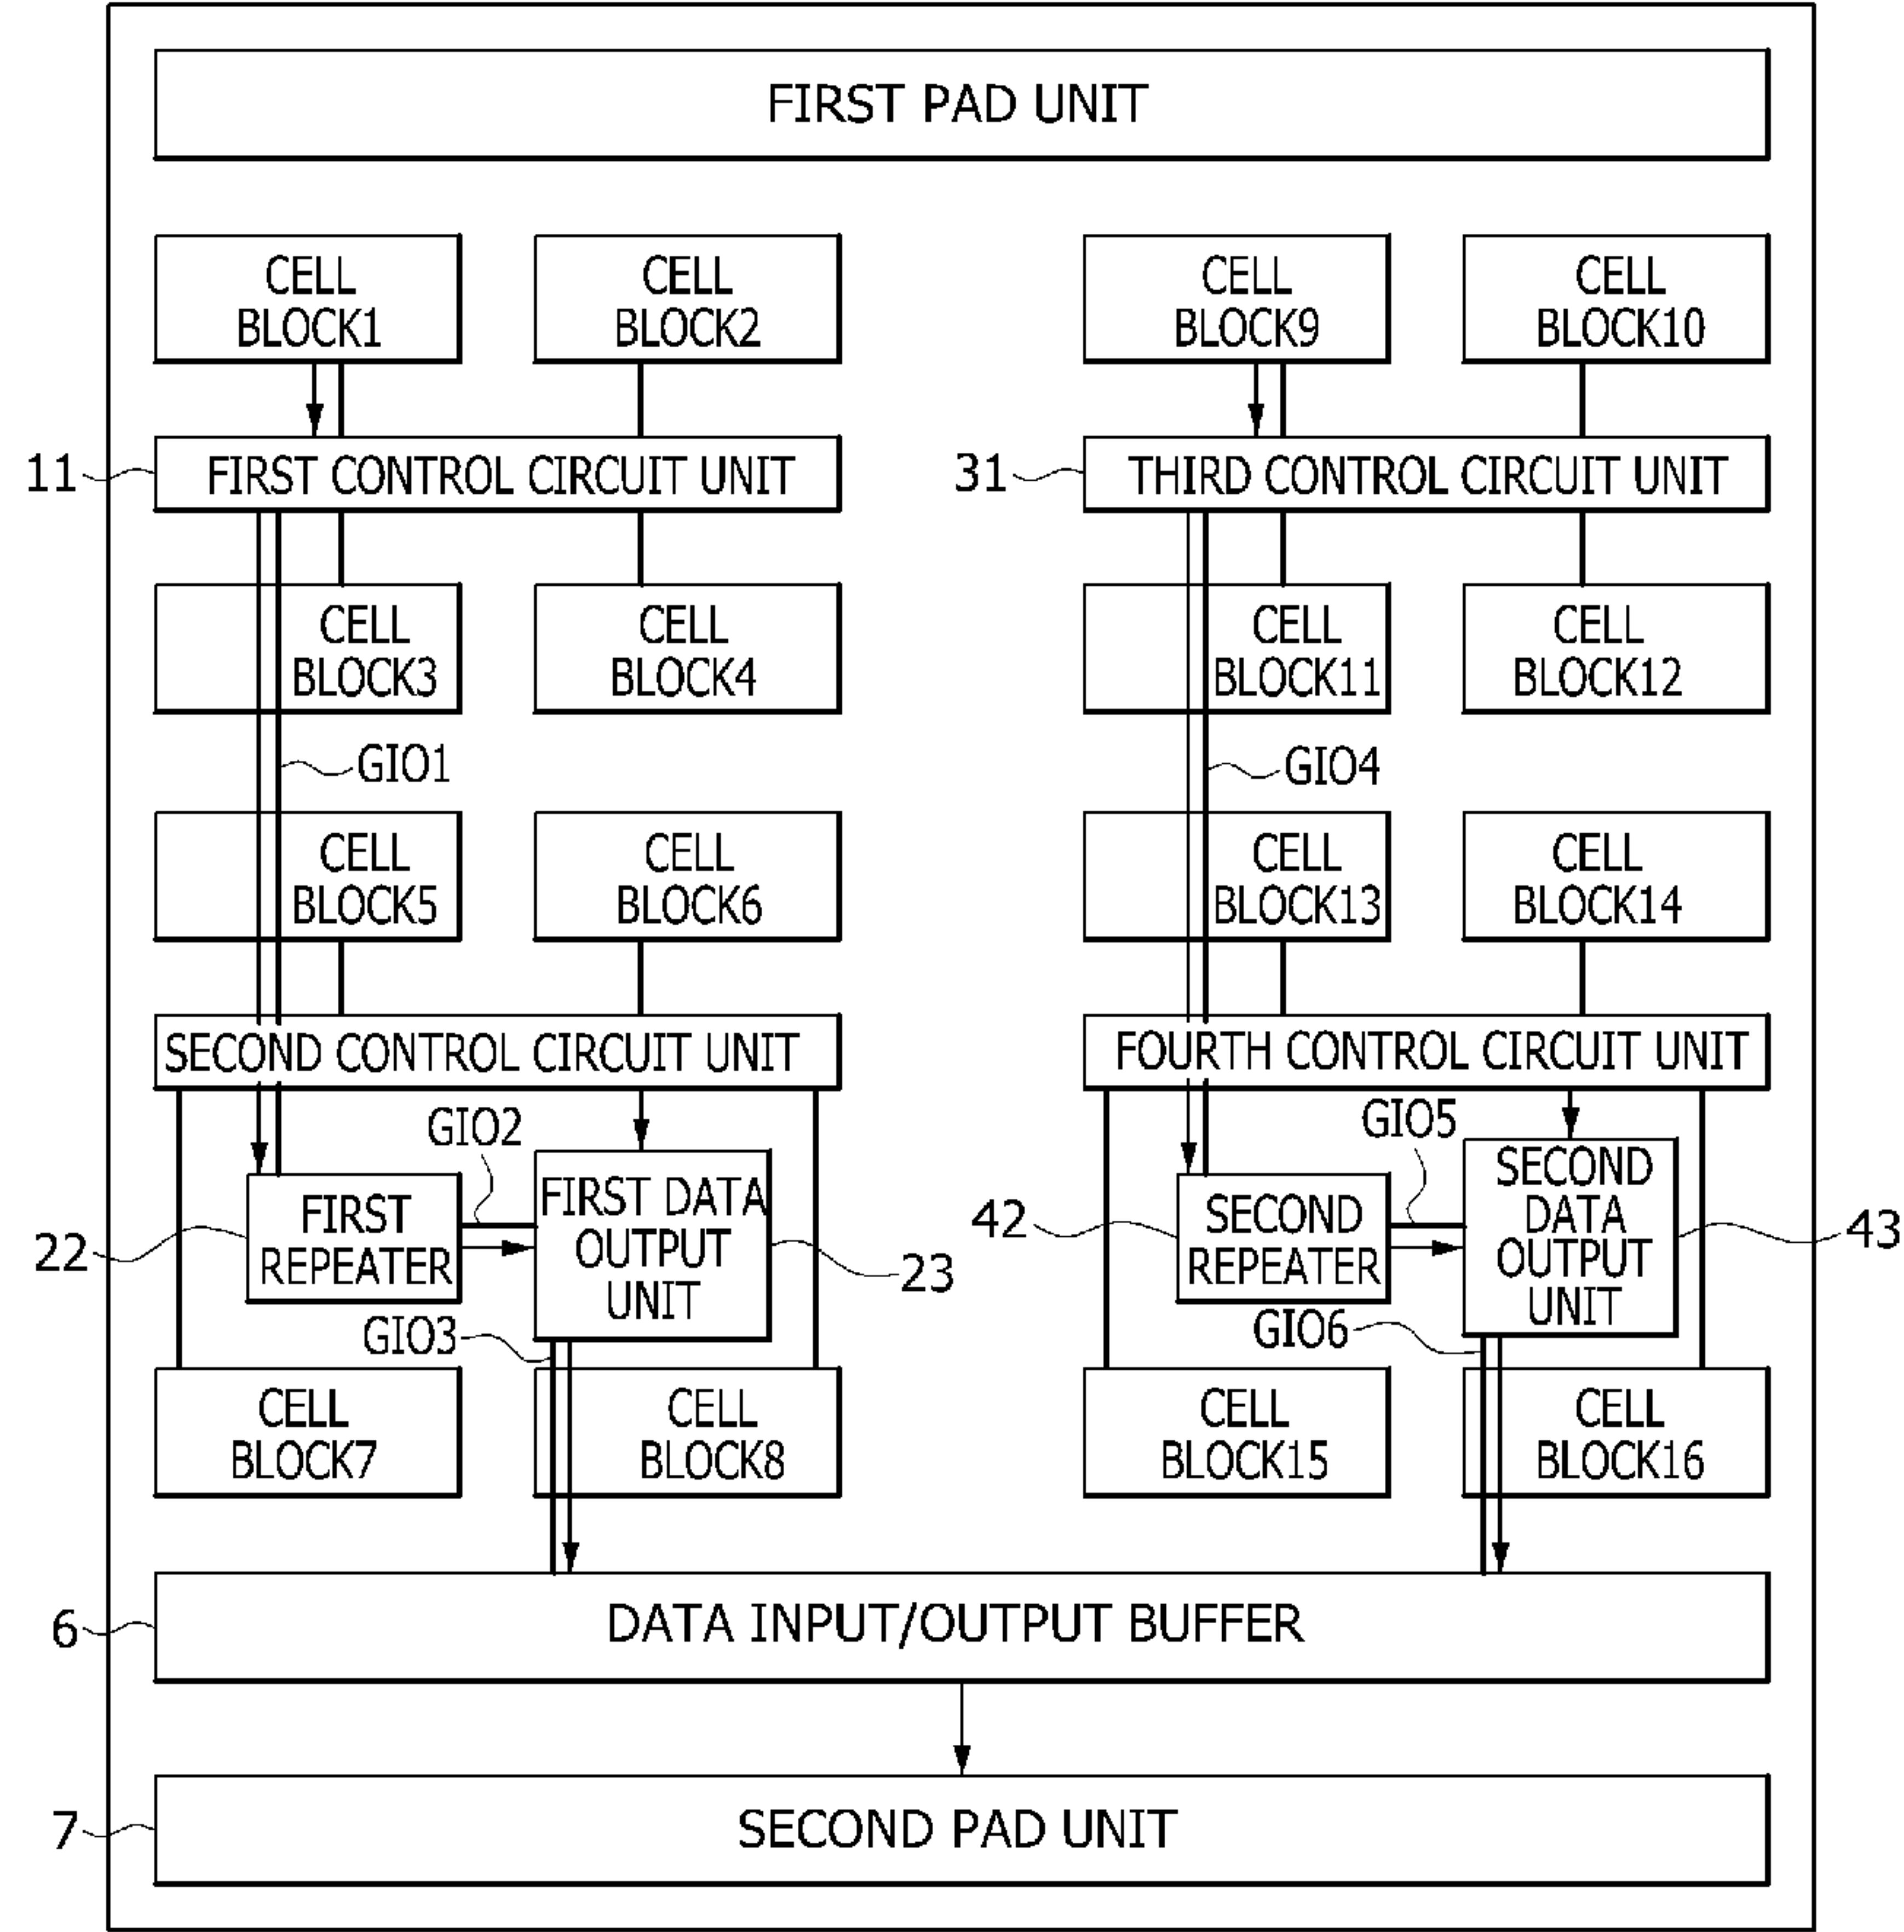 FIRST PAD UNIT
CELL
BLOCK1
CELL
BLOCK2
CELL
BLOCK9
CELL
BLOCK10
11
FIRST CONTROL CIRCUIT UNIT
31
THIRD CONTROL CIRCUIT UNIT
CELL
BLOCK3
CELL
BLOCK4
CELL
BLOCK11
CELL
BLOCK12
GIO1
GIO4
CELL
BLOCK5
CELL
BLOCK6
CELL
BLOCK13
CELL
BLOCK14
SECOND CONTROL CIRCUIT UNIT
FOURTH CONTROL CIRCUIT UNIT
GIO2
GIO5
22
FIRST
REPEATER
FIRST DATA
OUTPUT
UNIT
23
42
SECOND
REPEATER
SECOND
DATA
OUTPUT
UNIT
43
GIO3
GIO6
CELL
BLOCK7
CELL
BLOCK8
CELL
BLOCK15
CELL
BLOCK16
6
DATA INPUT/OUTPUT BUFFER
7
SECOND PAD UNIT